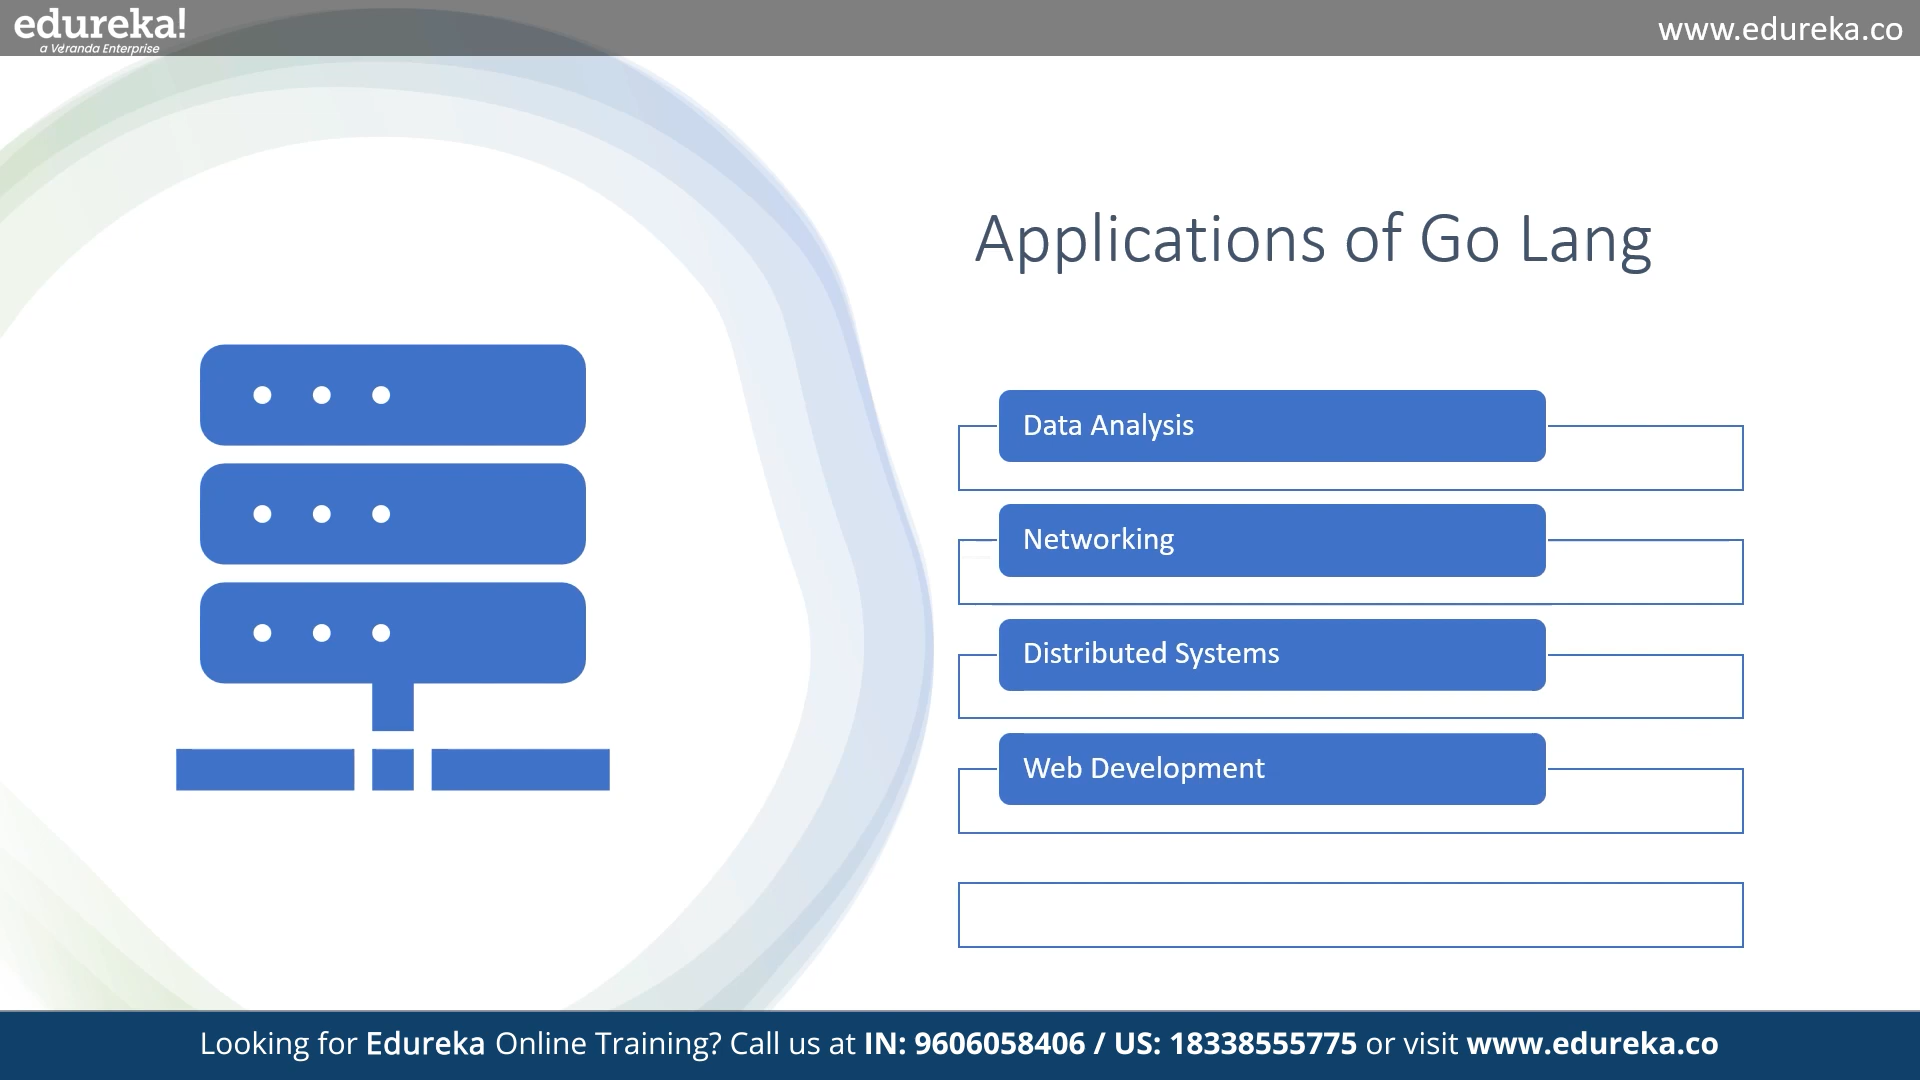 edureka!
a Veranda Enterprise
www.edureka.co
Applications of Go Lang
Data Analysis
Networking
Distributed Systems
Web Development
Looking for Edureka Online Training? Call us at IN: 9606058406 / US: 18338555775 or visit www.edureka.co